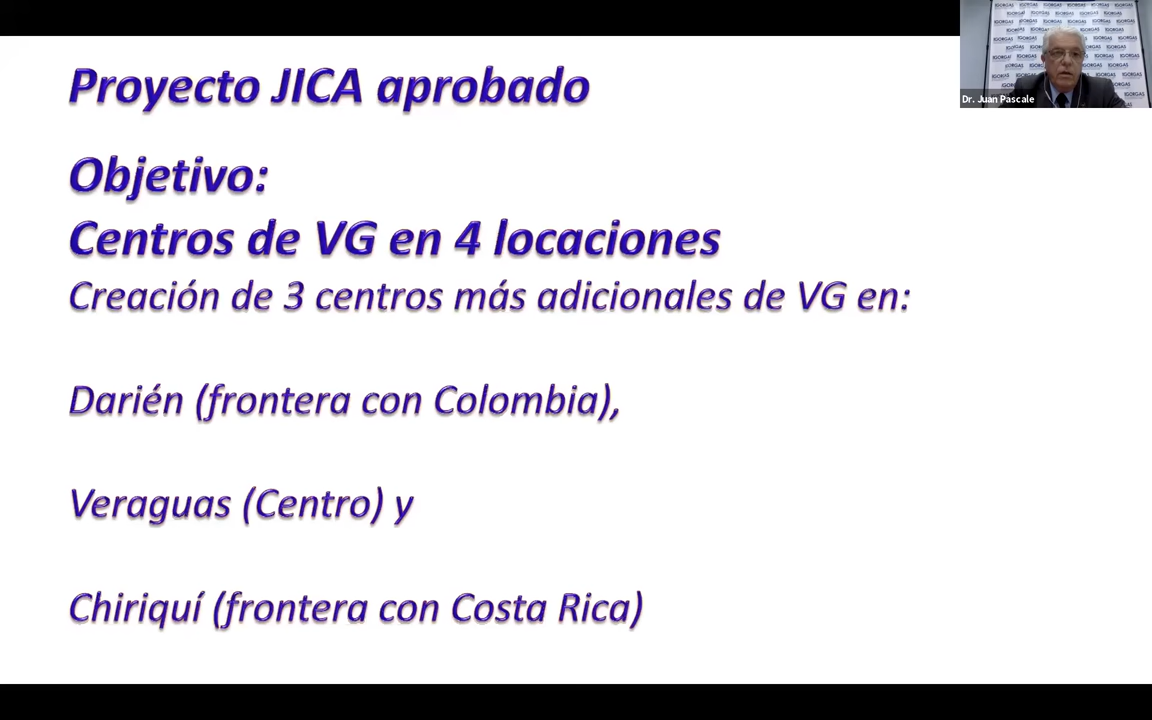 Proyecto JICA aprobado
Objetivo:
Centros de VG en 4 locaciones
Creación de 3 centros más adicionales de VG en:
Darién (frontera con Colombia),
Veraguas (Centro) y
Chiriquí (frontera con Costa Rica)
IGORGAS
Dr. Juan Pascale